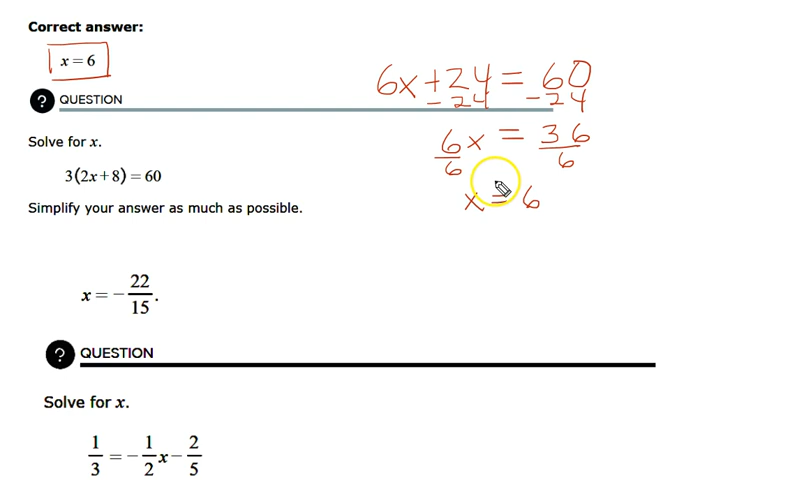 Correct answer:
x = 6
? QUESTION
Solve for x.
3(2x+8) = 60
Simplify your answer as much as possible.
6x + 24 = 60
- 24 - 24
6x = 36
6 6
x = 6
x = - 22/15.
? QUESTION
Solve for x.
1/3 = - 1/2 x - 2/5